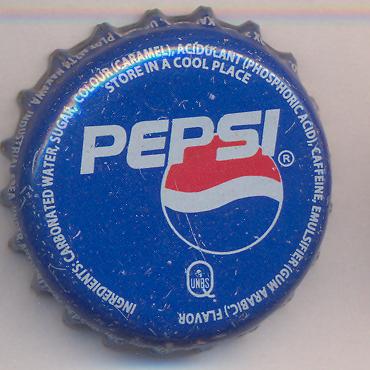 INGREDIENTS: CARBONATED WATER, SUGAR, COLOUR (CARAMEL), ACIDULANT (PHOSPHORIC ACID), CAFFEINE, EMULSIFIER (GUM ARABIC,) FLAVOR
STORE IN A COOL PLACE
PEPSI®
UNBS
Q